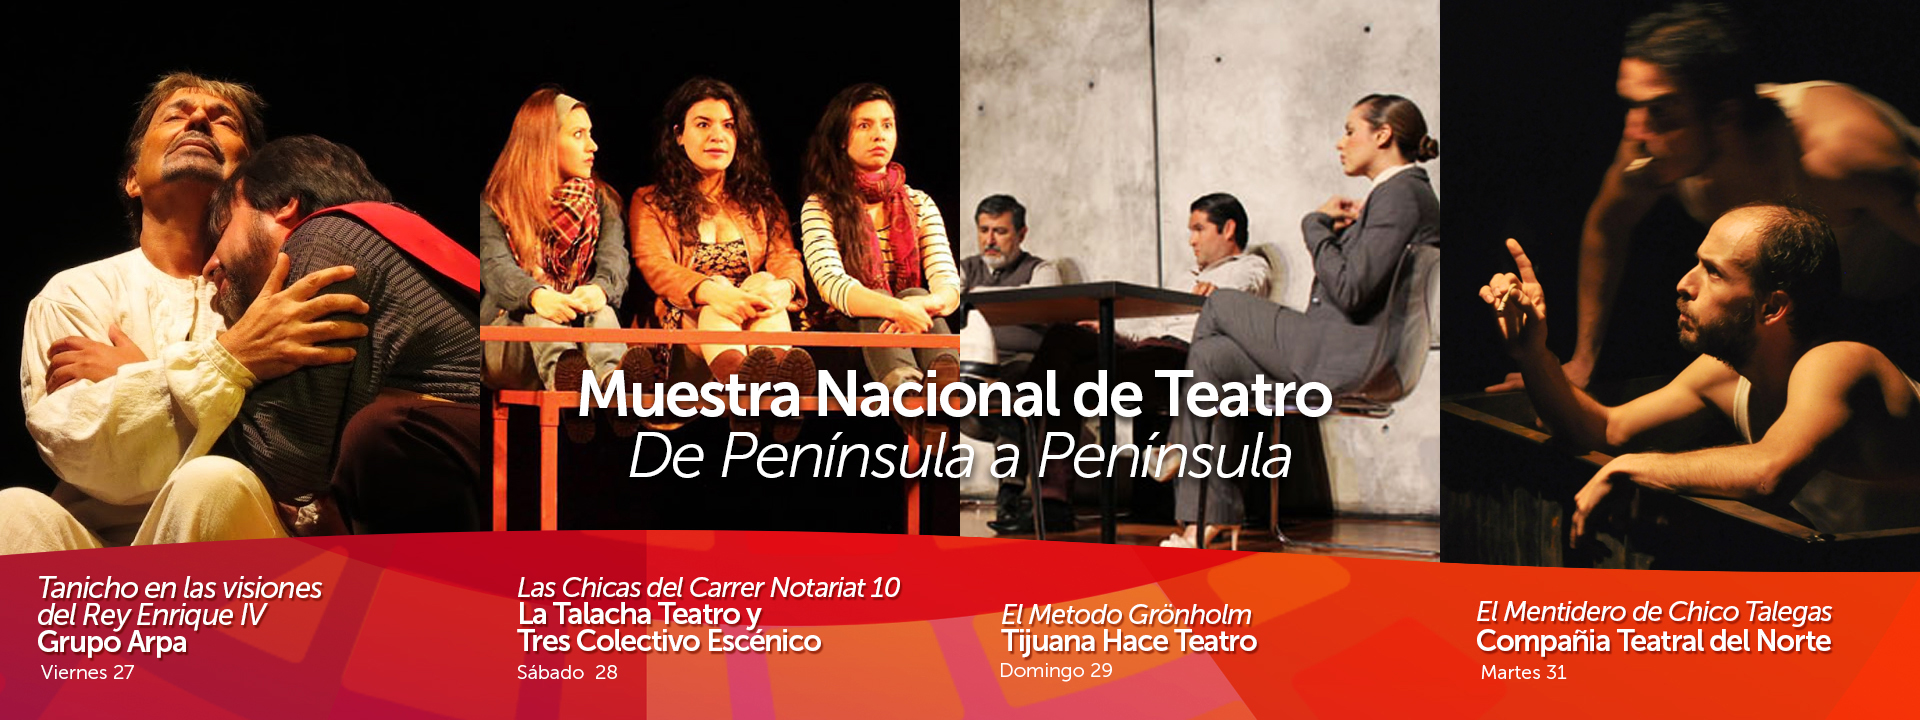 Muestra Nacional de Teatro
De Península a Península
Tanicho en las visiones
del Rey Enrique IV
Grupo Arpa
Viernes 27
Las Chicas del Carrer Notariat 10
La Talacha Teatro y
Tres Colectivo Escénico
Sábado 28
El Metodo Grönholm
Tijuana Hace Teatro
Domingo 29
El Mentidero de Chico Talegas
Compañia Teatral del Norte
Martes 31